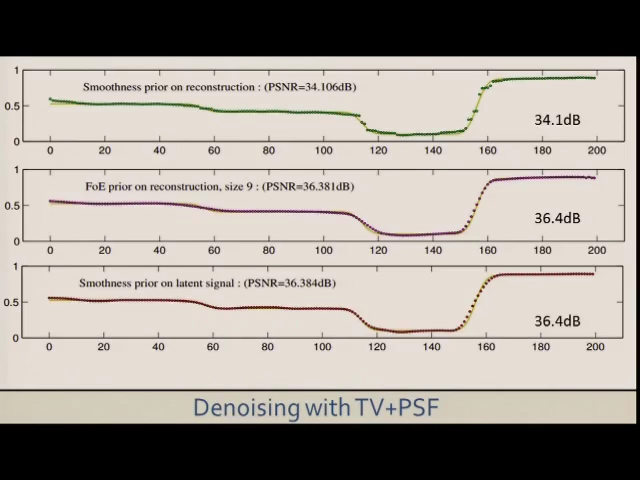 1
Smoothness prior on reconstruction : (PSNR=34.106dB)
0.5
34.1dB
0
0 20 40 60 80 100 120 140 160 180 200
1
FoE prior on reconstruction, size 9 : (PSNR=36.381dB)
0.5
36.4dB
0
0 20 40 60 80 100 120 140 160 180 200
1
Smothness prior on latent signal : (PSNR=36.384dB)
0.5
36.4dB
0
0 20 40 60 80 100 120 140 160 180 200
Denoising with TV+PSF